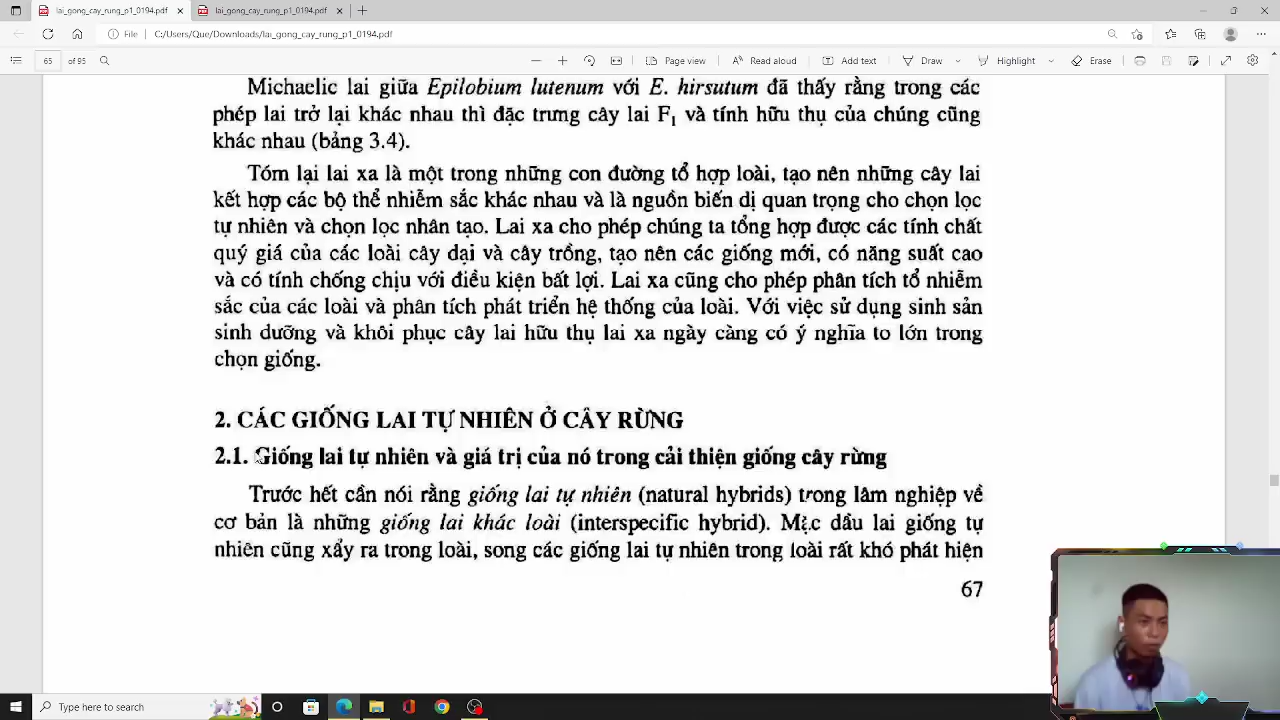 lai_gong_cay_rung_p1_0194.pdf
lai_gong_cay_rung_p1_0194.pdf
File
C:/Users/Que/Downloads/lai_gong_cay_rung_p1_0194.pdf
65 of 95
Page view
Read aloud
Add text
Draw
Highlight
Erase
Michaelic lai giữa Epilobium lutenum với E. hirsutum đã thấy rằng trong các
phép lai trở lại khác nhau thì đặc trưng cây lai F1 và tính hữu thụ của chúng cũng
khác nhau (bảng 3.4).
Tóm lại lai xa là một trong những con đường tổ hợp loài, tạo nên những cây lai
kết hợp các bộ thể nhiễm sắc khác nhau và là nguồn biến dị quan trọng cho chọn lọc
tự nhiên và chọn lọc nhân tạo. Lai xa cho phép chúng ta tổng hợp được các tính chất
quý giá của các loài cây dại và cây trồng, tạo nên các giống mới, có năng suất cao
và có tính chống chịu với điều kiện bất lợi. Lai xa cũng cho phép phân tích tổ nhiễm
sắc của các loài và phân tích phát triển hệ thống của loài. Với việc sử dụng sinh sản
sinh dưỡng và khôi phục cây lai hữu thụ lai xa ngày càng có ý nghĩa to lớn trong
chọn giống.
2. CÁC GIỐNG LAI TỰ NHIÊN Ở CÂY RỪNG
2.1. Giống lai tự nhiên và giá trị của nó trong cải thiện giống cây rừng
Trước hết cần nói rằng giống lai tự nhiên (natural hybrids) trong lâm nghiệp về
cơ bản là những giống lai khác loài (interspecific hybrid). Mặc dầu lai giống tự
nhiên cũng xẩy ra trong loài, song các giống lai tự nhiên trong loài rất khó phát hiện
67
Type here to search